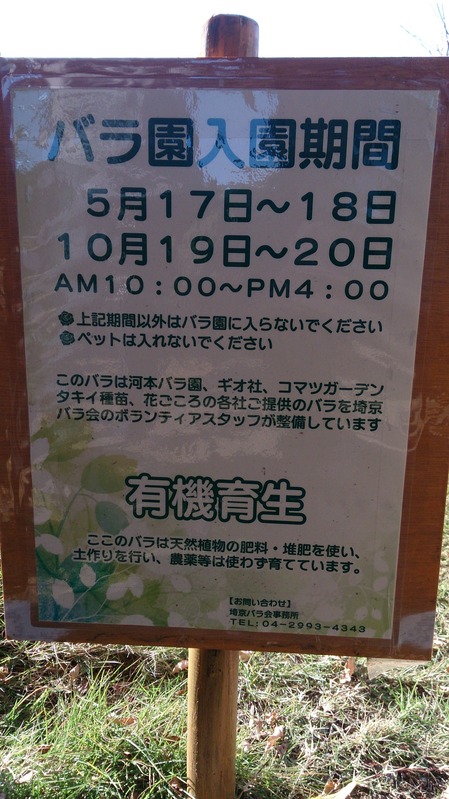 バラ園入園期間
5月17日〜18日
10月19日〜20日
AM10：00〜PM4：00
上記期間以外はバラ園に入らないでください
ペットは入れないでください
このバラは河本バラ園、ギオ社、コマツガーデン
タキイ種苗、花ごころの各社ご提供のバラを埼京
バラ会のボランティアスタッフが整備しています
有機育生
ここのバラは天然植物の肥料・堆肥を使い、
土作りを行い、農薬等は使わず育てています。
【お問い合わせ】
埼京バラ会事務所
TEL：04-2993-4343